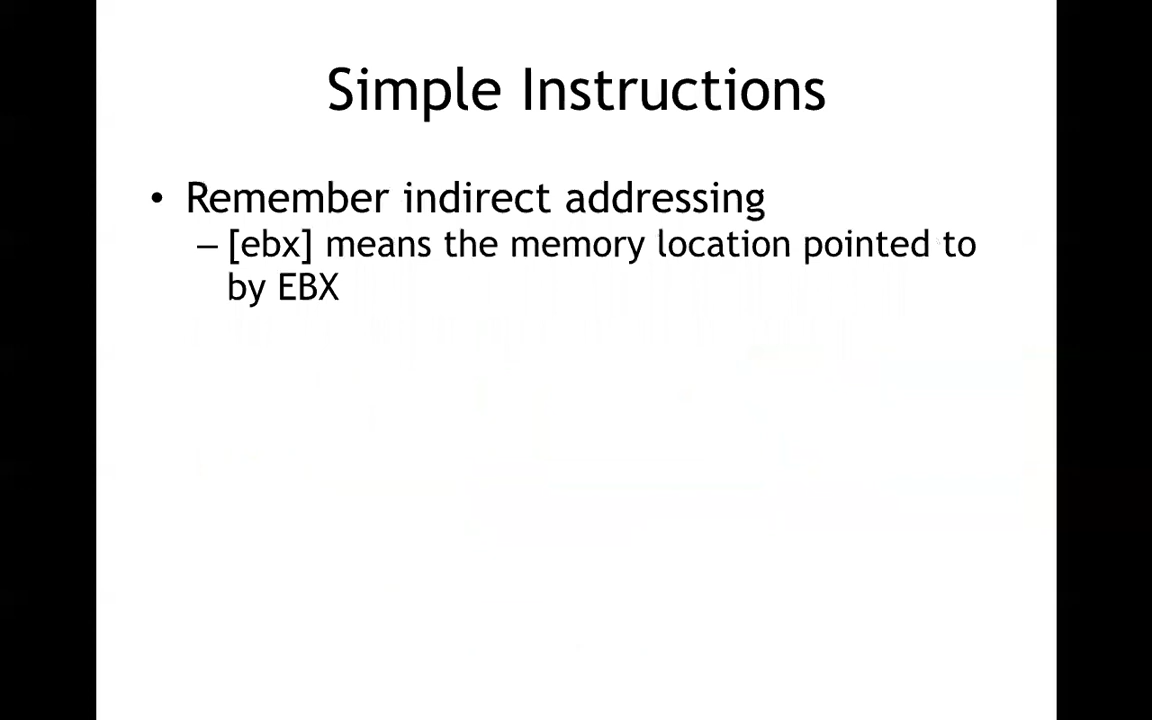 Simple Instructions
• Remember indirect addressing
– [ebx] means the memory location pointed to
by EBX